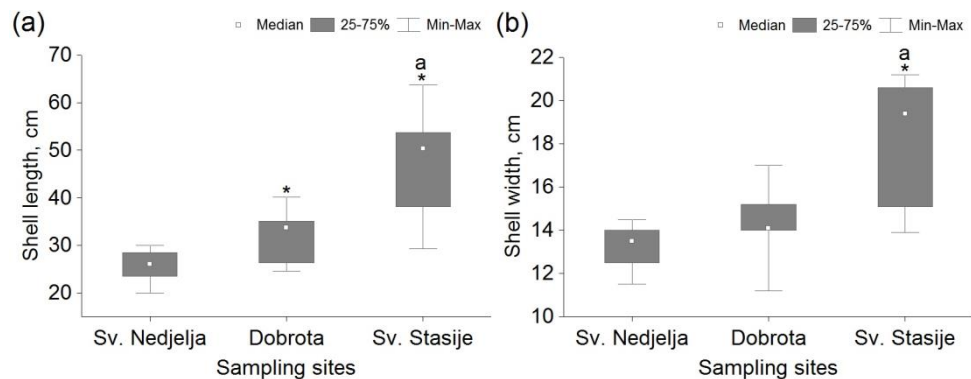 (a)
Median 25-75% Min-Max
70
60
50
40
30
20
Shell length, cm
*
a
*
Sv. Nedjelja Dobrota Sv. Stasije
Sampling sites
(b)
Median 25-75% Min-Max
22
20
18
16
14
12
10
Shell width, cm
a
*
Sv. Nedjelja Dobrota Sv. Stasije
Sampling sites